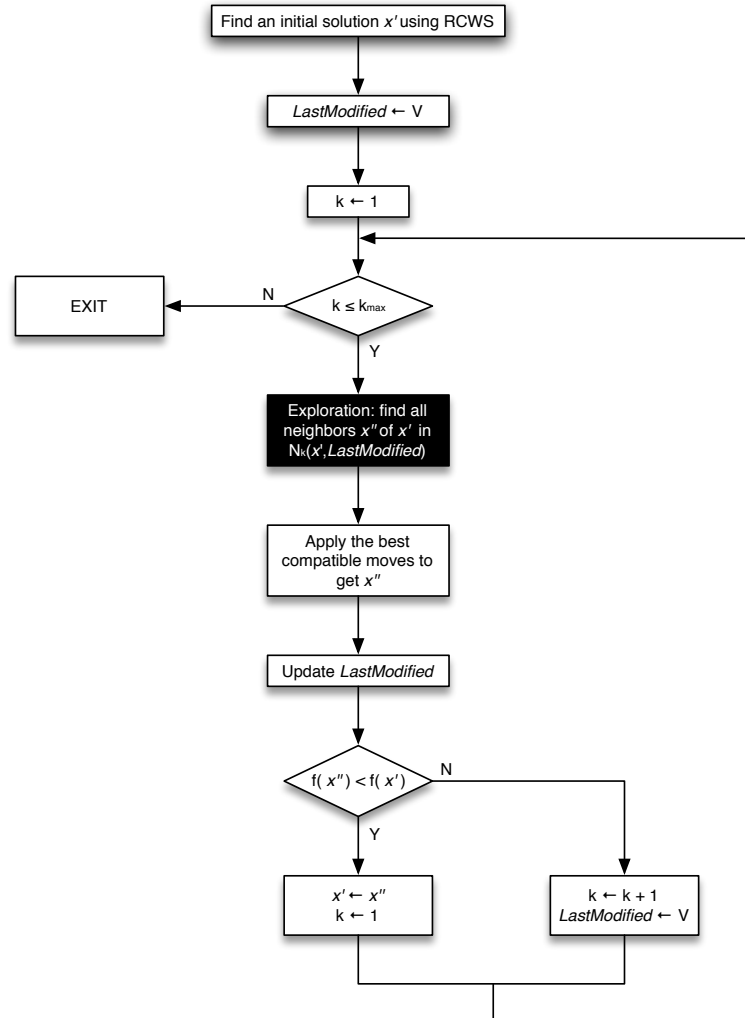 Find an initial solution x' using RCWS
LastModified ← V
k ← 1
N
EXIT
k ≤ kmax
Y
Exploration: find all
neighbors x" of x' in
Nk(x',LastModified)
Apply the best
compatible moves to
get x"
Update LastModified
N
f( x") < f( x')
Y
x' ← x"
k ← 1
k ← k + 1
LastModified ← V